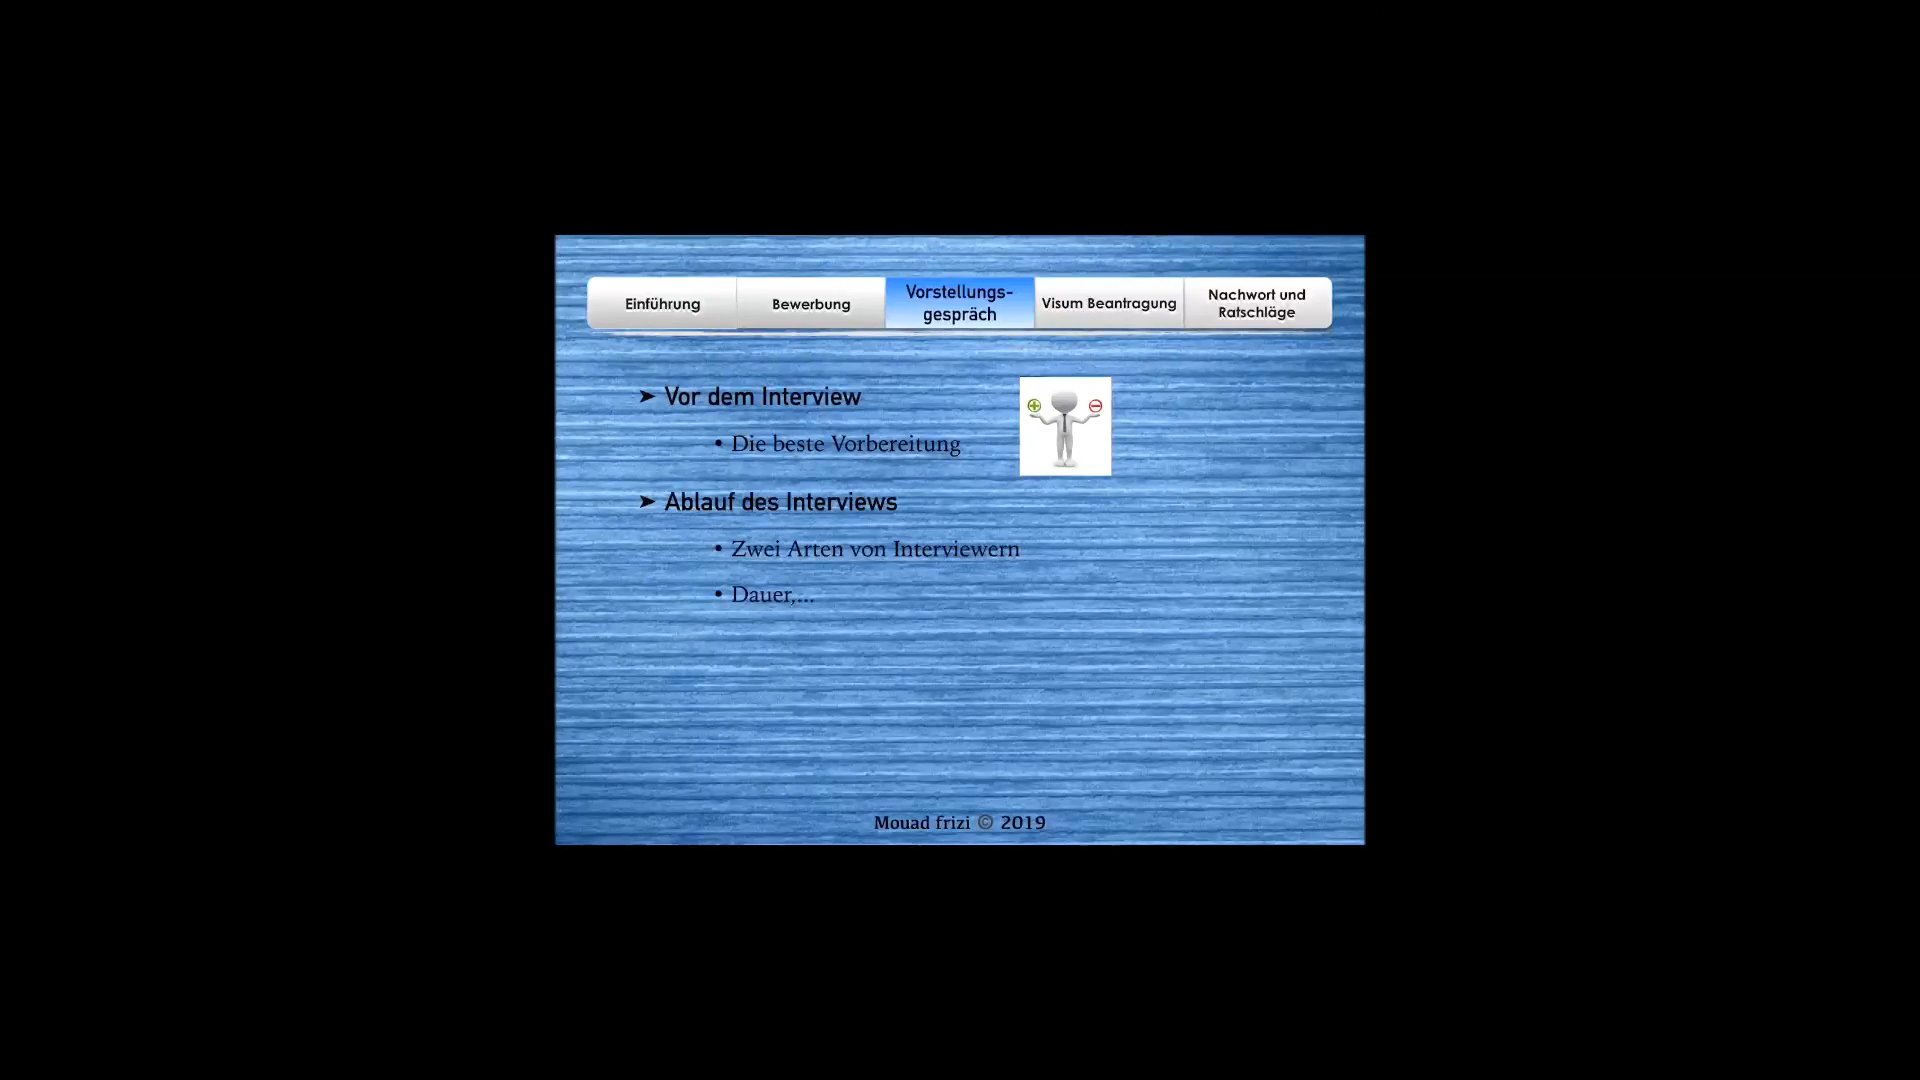 Einführung
Bewerbung
Vorstellungs-
gespräch
Visum Beantragung
Nachwort und
Ratschläge
➤ Vor dem Interview
• Die beste Vorbereitung
➤ Ablauf des Interviews
• Zwei Arten von Interviewern
• Dauer,...
Mouad frizi © 2019